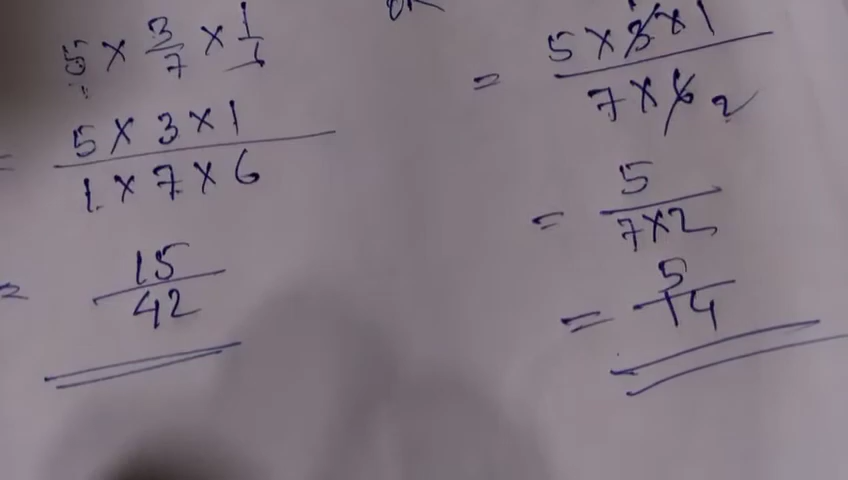 5 × 3/7 × 1/6
= 5 × 3 × 1 / 1 × 7 × 6
= 15/42
OR
= 5 × 3 × 1 / 7 × 6 2
= 5 / 7×2
= 5/14